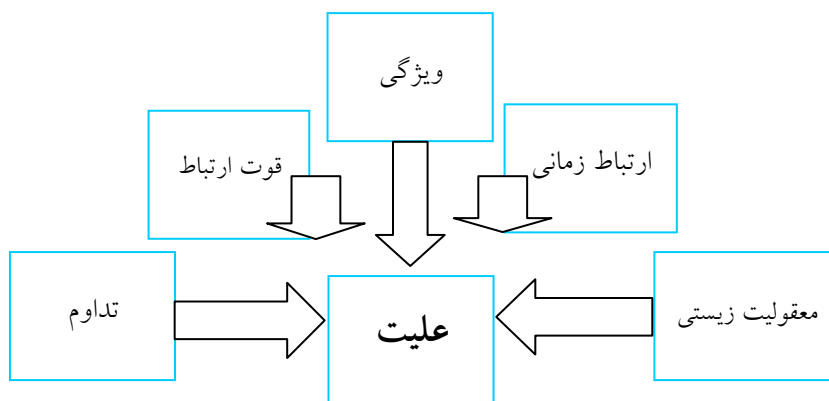 ویژگی
ارتباط زمانی
قوت ارتباط
معقولیت زیستی
علیت
تداوم